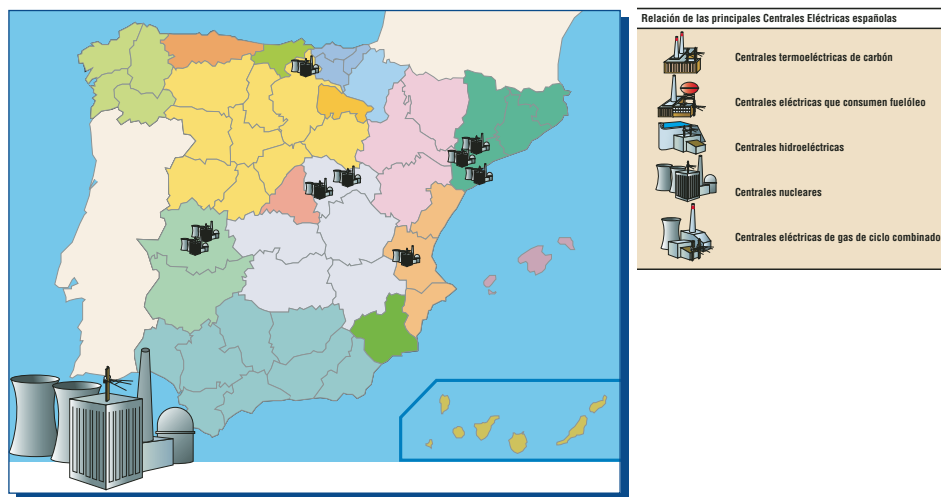 Relación de las principales Centrales Eléctricas españolas
Centrales termoeléctricas de carbón
Centrales eléctricas que consumen fuelóleo
Centrales hidroeléctricas
Centrales nucleares
Centrales eléctricas de gas de ciclo combinado